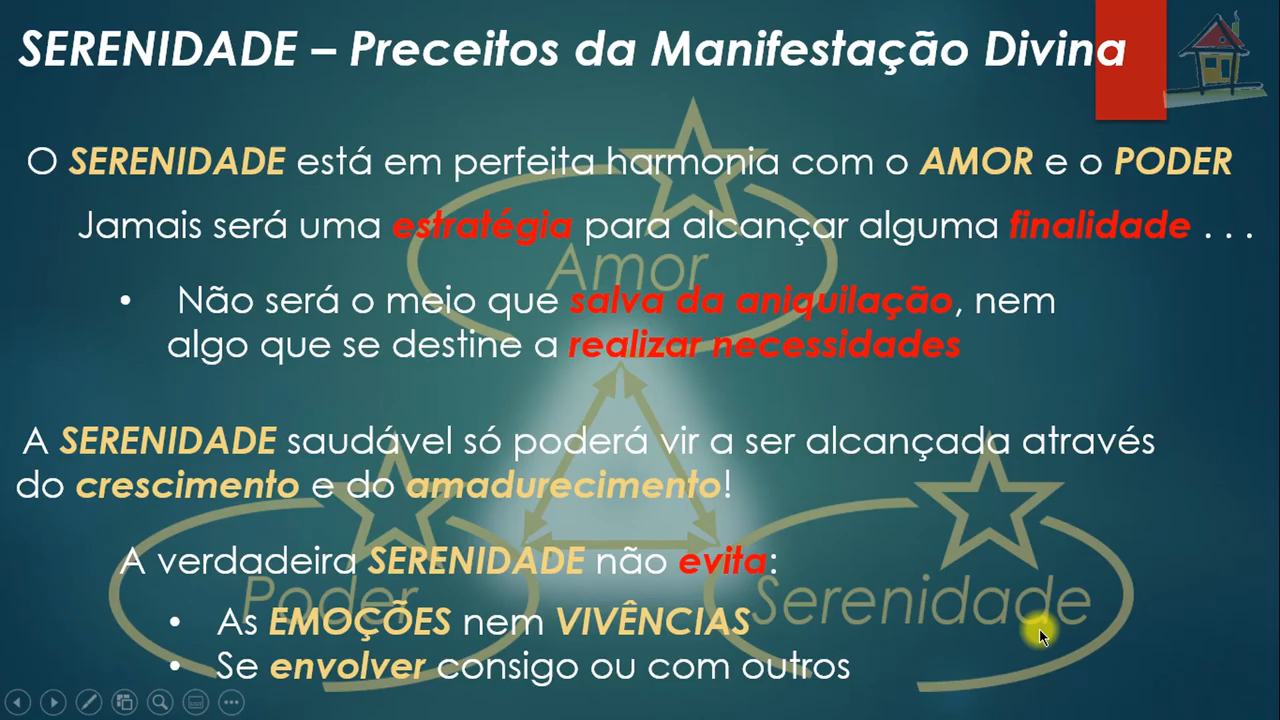 SERENIDADE – Preceitos da Manifestação Divina
O SERENIDADE está em perfeita harmonia com o AMOR e o PODER
Jamais será uma estratégia para alcançar alguma finalidade . . .
Amor
• Não será o meio que salva da aniquilação, nem
algo que se destine a realizar necessidades
A SERENIDADE saudável só poderá vir a ser alcançada através
do crescimento e do amadurecimento!
A verdadeira SERENIDADE não evita:
Poder
Serenidade
• As EMOÇÕES nem VIVÊNCIAS
• Se envolver consigo ou com outros